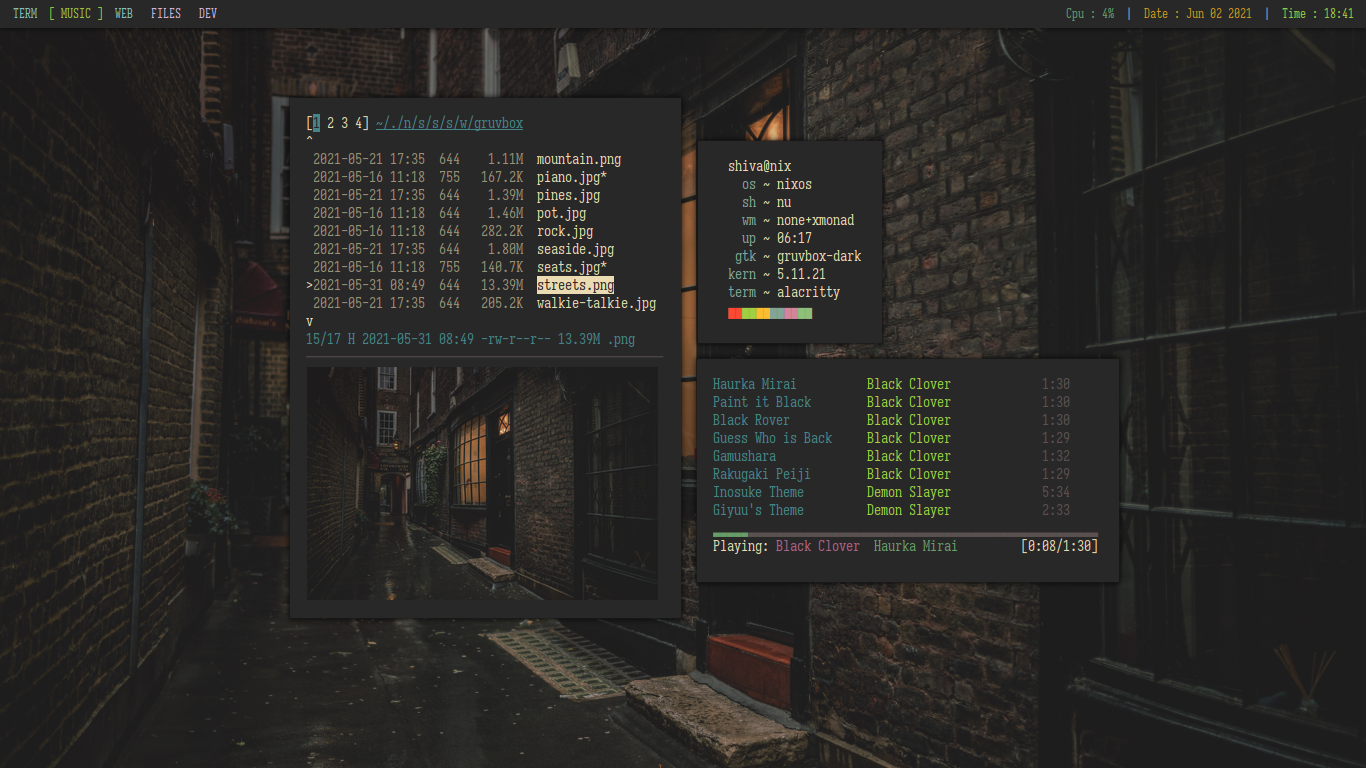 TERM [ MUSIC ] WEB FILES DEV
Cpu : 4% | Date : Jun 02 2021 | Time : 18:41
[1 2 3 4] ~/./n/s/s/s/w/gruvbox
^
2021-05-21 17:35 644 1.11M mountain.png
2021-05-16 11:18 755 167.2K piano.jpg*
2021-05-21 17:35 644 1.39M pines.jpg
2021-05-16 11:18 644 1.46M pot.jpg
2021-05-16 11:18 644 282.2K rock.jpg
2021-05-21 17:35 644 1.80M seaside.jpg
2021-05-16 11:18 755 140.7K seats.jpg*
>2021-05-31 08:49 644 13.39M streets.png
2021-05-21 17:35 644 205.2K walkie-talkie.jpg
v
15/17 H 2021-05-31 08:49 -rw-r--r-- 13.39M .png
shiva@nix
os ~ nixos
sh ~ nu
wm ~ none+xmonad
up ~ 06:17
gtk ~ gruvbox-dark
kern ~ 5.11.21
term ~ alacritty
Haurka Mirai Black Clover 1:30
Paint it Black Black Clover 1:30
Black Rover Black Clover 1:30
Guess Who is Back Black Clover 1:29
Gamushara Black Clover 1:32
Rakugaki Peiji Black Clover 1:29
Inosuke Theme Demon Slayer 5:34
Giyuu's Theme Demon Slayer 2:33
Playing: Black Clover Haurka Mirai [0:08/1:30]